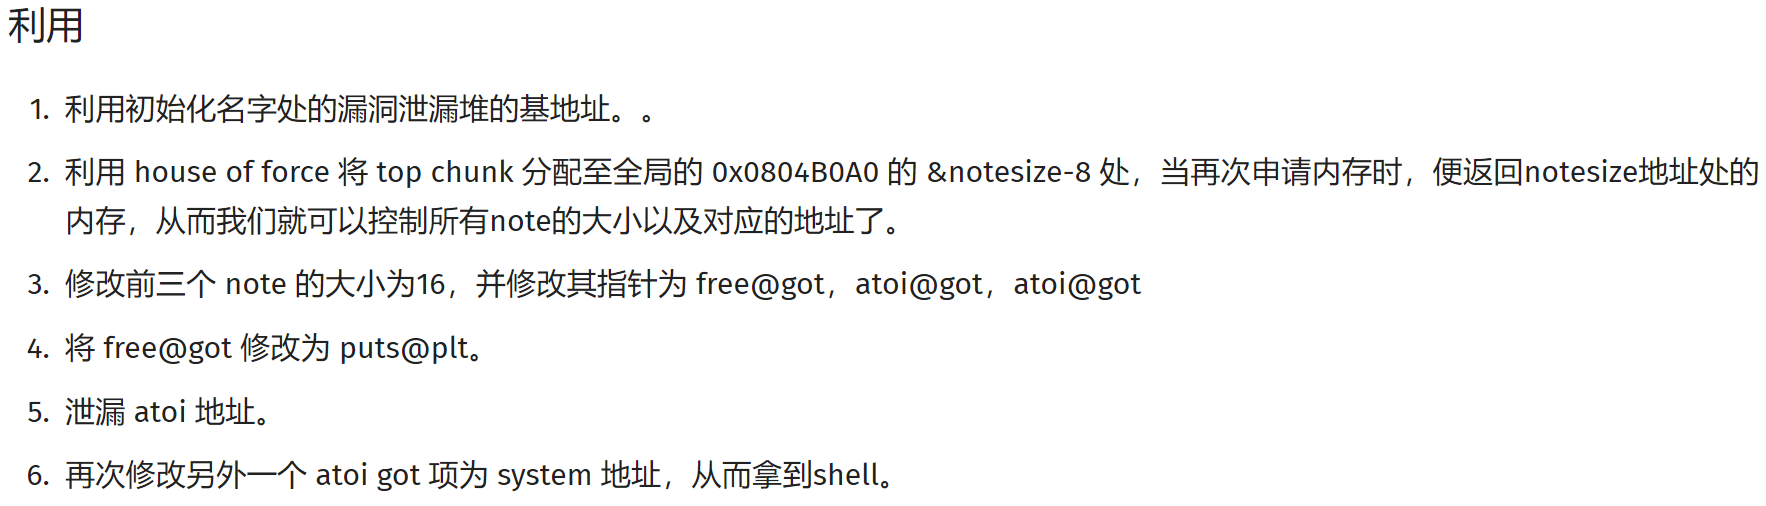 利用
1. 利用初始化名字处的漏洞泄漏堆的基地址。。
2. 利用 house of force 将 top chunk 分配至全局的 0x0804B0A0 的 &notesize-8 处，当再次申请内存时，便返回notesize地址处的
内存，从而我们就可以控制所有note的大小以及对应的地址了。
3. 修改前三个 note 的大小为16，并修改其指针为 free@got，atoi@got，atoi@got
4. 将 free@got 修改为 puts@plt。
5. 泄漏 atoi 地址。
6. 再次修改另外一个 atoi got 项为 system 地址，从而拿到shell。